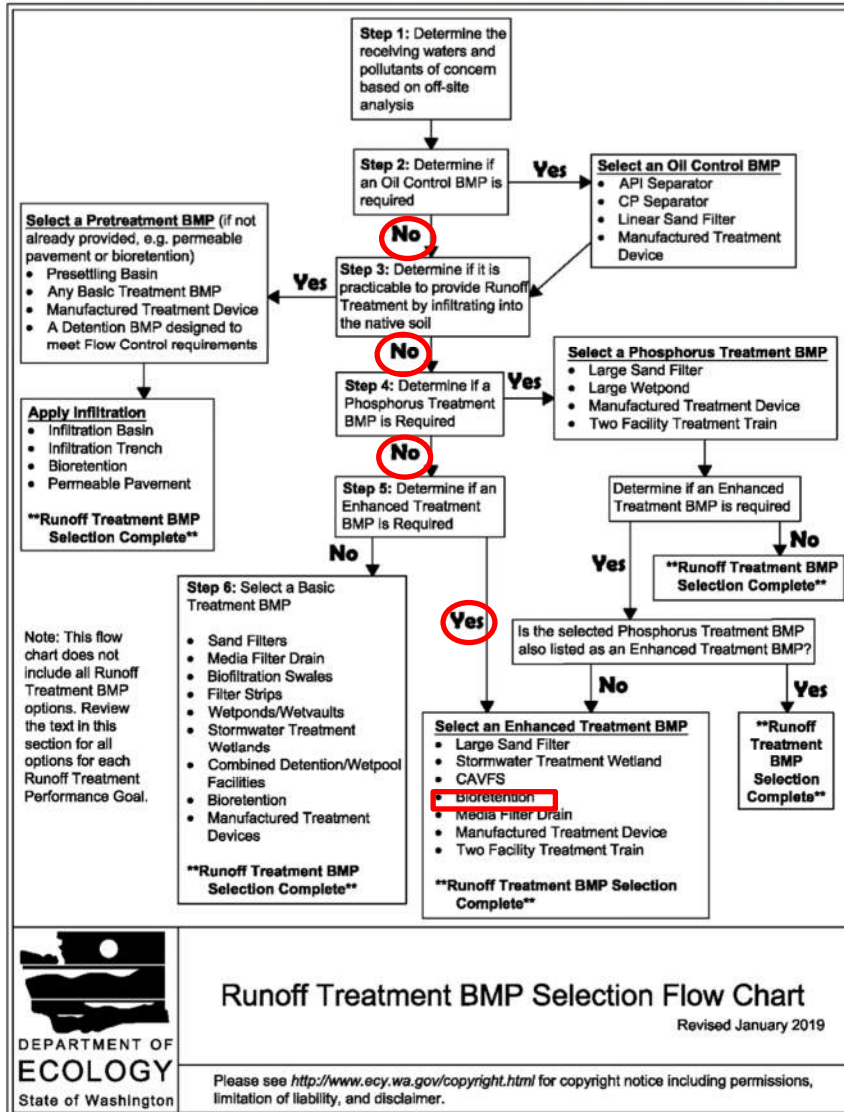 Step 1: Determine the
receiving waters and
pollutants of concern
based on off-site
analysis
Step 2: Determine if
an Oil Control BMP is
required
Yes
Select an Oil Control BMP
• API Separator
• CP Separator
• Linear Sand Filter
• Manufactured Treatment
Device
No
Select a Pretreatment BMP (if not
already provided, e.g. permeable
pavement or bioretention)
• Presettling Basin
• Any Basic Treatment BMP
• Manufactured Treatment Device
• A Detention BMP designed to
meet Flow Control requirements
Yes
Step 3: Determine if it is
practicable to provide Runoff
Treatment by infiltrating into
the native soil
No
Apply Infiltration
• Infiltration Basin
• Infiltration Trench
• Bioretention
• Permeable Pavement
**Runoff Treatment BMP
Selection Complete**
Step 4: Determine if a
Phosphorus Treatment
BMP is Required
Yes
Select a Phosphorus Treatment BMP
• Large Sand Filter
• Large Wetpond
• Manufactured Treatment Device
• Two Facility Treatment Train
No
Step 5: Determine if an
Enhanced Treatment
BMP is Required
Determine if an Enhanced
Treatment BMP is required
No
**Runoff Treatment BMP
Selection Complete**
Yes
Is the selected Phosphorus Treatment BMP
also listed as an Enhanced Treatment BMP?
No
Yes
**Runoff
Treatment
BMP
Selection
Complete**
No
Yes
Step 6: Select a Basic
Treatment BMP
• Sand Filters
• Media Filter Drain
• Biofiltration Swales
• Filter Strips
• Wetponds/Wetvaults
• Stormwater Treatment
Wetlands
• Combined Detention/Wetpool
Facilities
• Bioretention
• Manufactured Treatment
Devices
**Runoff Treatment BMP
Selection Complete**
Select an Enhanced Treatment BMP
• Large Sand Filter
• Stormwater Treatment Wetland
• CAVFS
• Bioretention
• Media Filter Drain
• Manufactured Treatment Device
• Two Facility Treatment Train
**Runoff Treatment BMP Selection
Complete**
Note: This flow
chart does not
include all Runoff
Treatment BMP
options. Review
the text in this
section for all
options for each
Runoff Treatment
Performance Goal.
DEPARTMENT OF
ECOLOGY
State of Washington
Runoff Treatment BMP Selection Flow Chart
Revised January 2019
Please see http://www.ecy.wa.gov/copyright.html for copyright notice including permissions,
limitation of liability, and disclaimer.